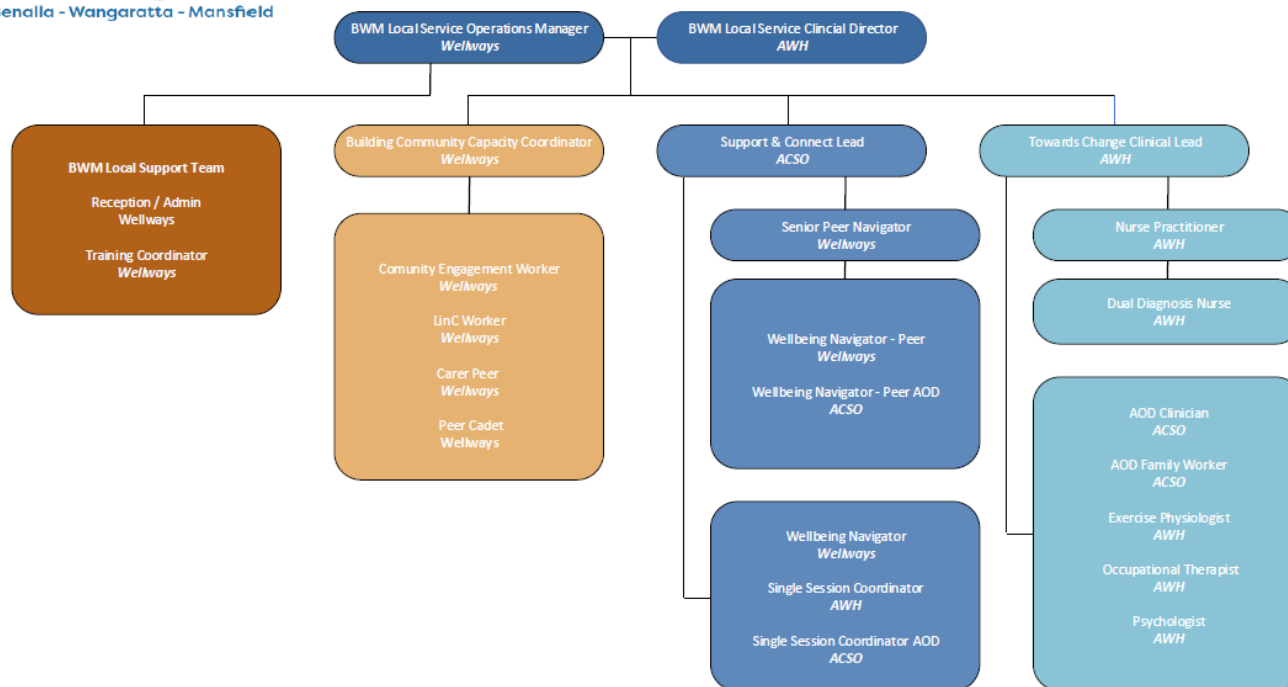 Benalla - Wangaratta - Mansfield
BWM Local Service Operations Manager
Wellways
BWM Local Service Clincial Director
AWH
BWM Local Support Team
Reception / Admin
Wellways
Training Coordinator
Wellways
Building Community Capacity Coordinator
Wellways
Comunity Engagement Worker
Wellways
LinC Worker
Wellways
Carer Peer
Wellways
Peer Cadet
Wellways
Support & Connect Lead
ACSO
Senior Peer Navigator
Wellways
Wellbeing Navigator - Peer
Wellways
Wellbeing Navigator - Peer AOD
ACSO
Wellbeing Navigator
Wellways
Single Session Coordinator
AWH
Single Session Coordinator AOD
ACSO
Towards Change Clinical Lead
AWH
Nurse Practitioner
AWH
Dual Diagnosis Nurse
AWH
AOD Clinician
ACSO
AOD Family Worker
ACSO
Exercise Physiologist
AWH
Occupational Therapist
AWH
Psychologist
AWH